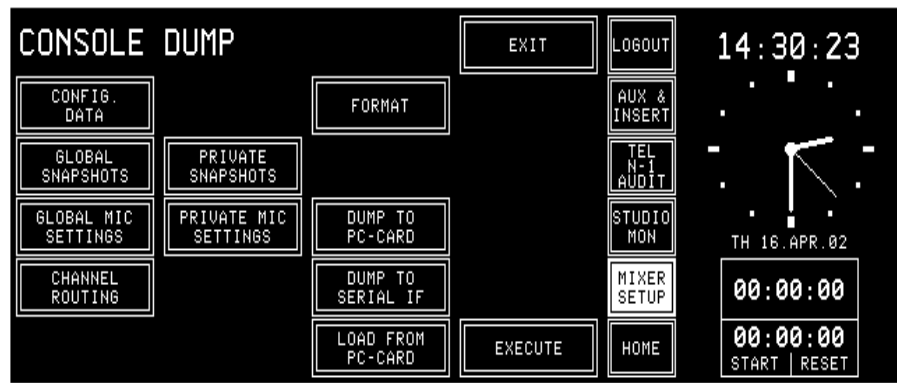 CONSOLE DUMP
EXIT
LOGOUT
14:30:23
CONFIG.
DATA
FORMAT
AUX &
INSERT
GLOBAL
SNAPSHOTS
PRIVATE
SNAPSHOTS
TEL
N-1
AUDIT
GLOBAL MIC
SETTINGS
PRIVATE MIC
SETTINGS
DUMP TO
PC-CARD
STUDIO
MON
TH 16.APR.02
CHANNEL
ROUTING
DUMP TO
SERIAL IF
MIXER
SETUP
00:00:00
LOAD FROM
PC-CARD
EXECUTE
HOME
00:00:00
START RESET